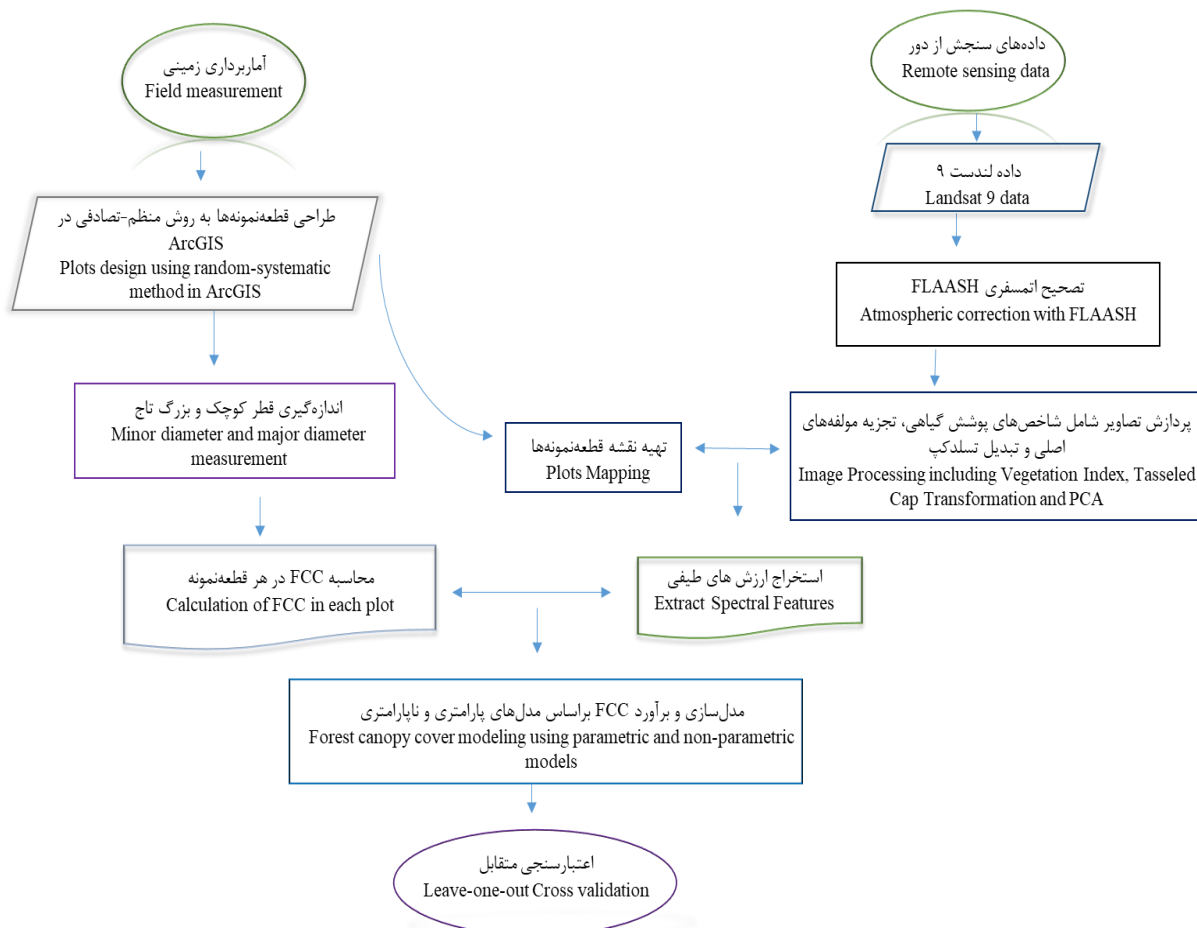 آماربرداری زمینی
Field measurement
داده‌های سنجش از دور
Remote sensing data
داده لندست ۹
Landsat 9 data
طراحی قطعه‌نمونه‌ها به روش منظم-تصادفی در
ArcGIS
Plots design using random-systematic
method in ArcGIS
تصحیح اتمسفری FLAASH
Atmospheric correction with FLAASH
اندازه‌گیری قطر کوچک و بزرگ تاج
Minor diameter and major diameter
measurement
تهیه نقشه قطعه‌نمونه‌ها
Plots Mapping
پردازش تصاویر شامل شاخص‌های پوشش گیاهی، تجزیه مولفه‌های
اصلی و تبدیل تسلدکپ
Image Processing including Vegetation Index, Tasseled
Cap Transformation and PCA
محاسبه FCC در هر قطعه‌نمونه
Calculation of FCC in each plot
استخراج ارزش های طیفی
Extract Spectral Features
مدل‌سازی و برآورد FCC براساس مدل‌های پارامتری و ناپارامتری
Forest canopy cover modeling using parametric and non-parametric
models
اعتبارسنجی متقابل
Leave-one-out Cross validation